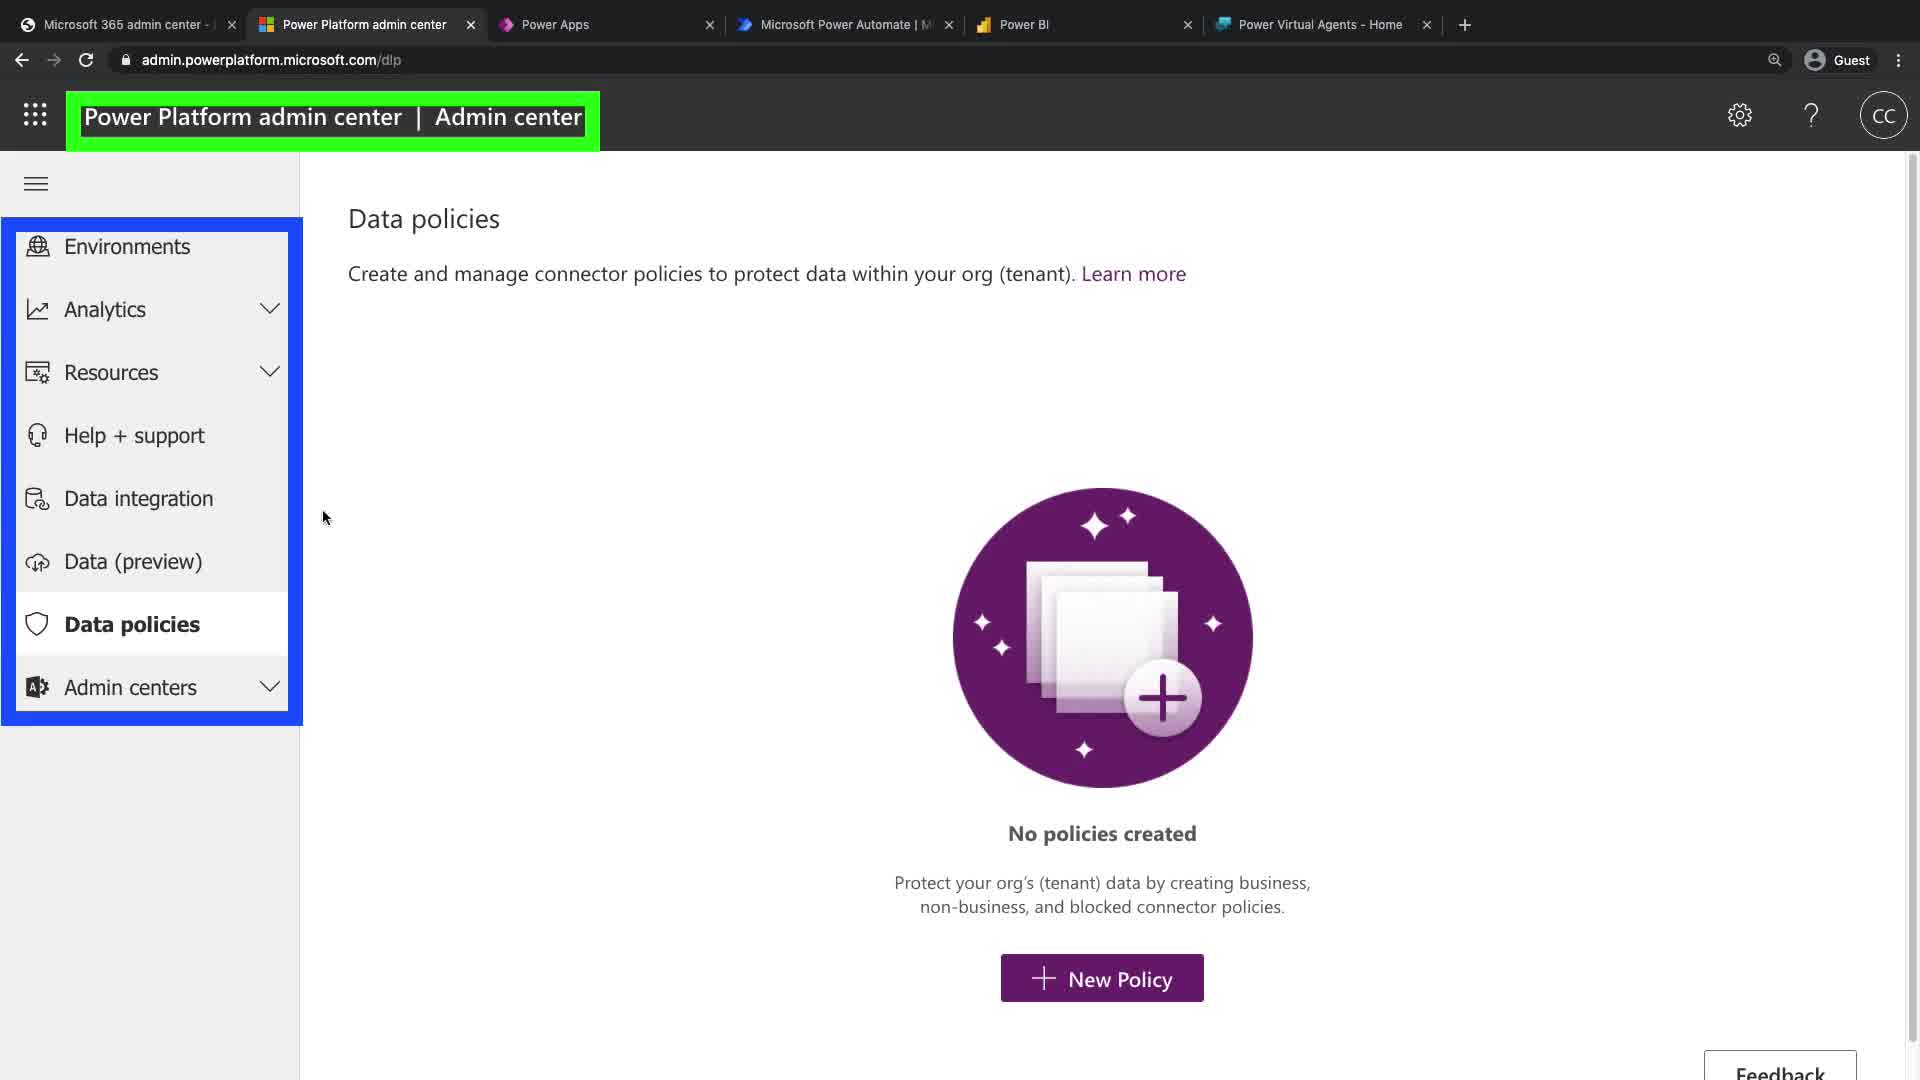 Microsoft 365 admin center -
Power Platform admin center
Power Apps
Microsoft Power Automate | M
Power BI
Power Virtual Agents - Home
admin.powerplatform.microsoft.com/dlp
Guest
Power Platform admin center | Admin center
CC
Environments
Analytics
Resources
Help + support
Data integration
Data (preview)
Data policies
Admin centers
Data policies
Create and manage connector policies to protect data within your org (tenant). Learn more
No policies created
Protect your org's (tenant) data by creating business,
non-business, and blocked connector policies.
New Policy
Feedback